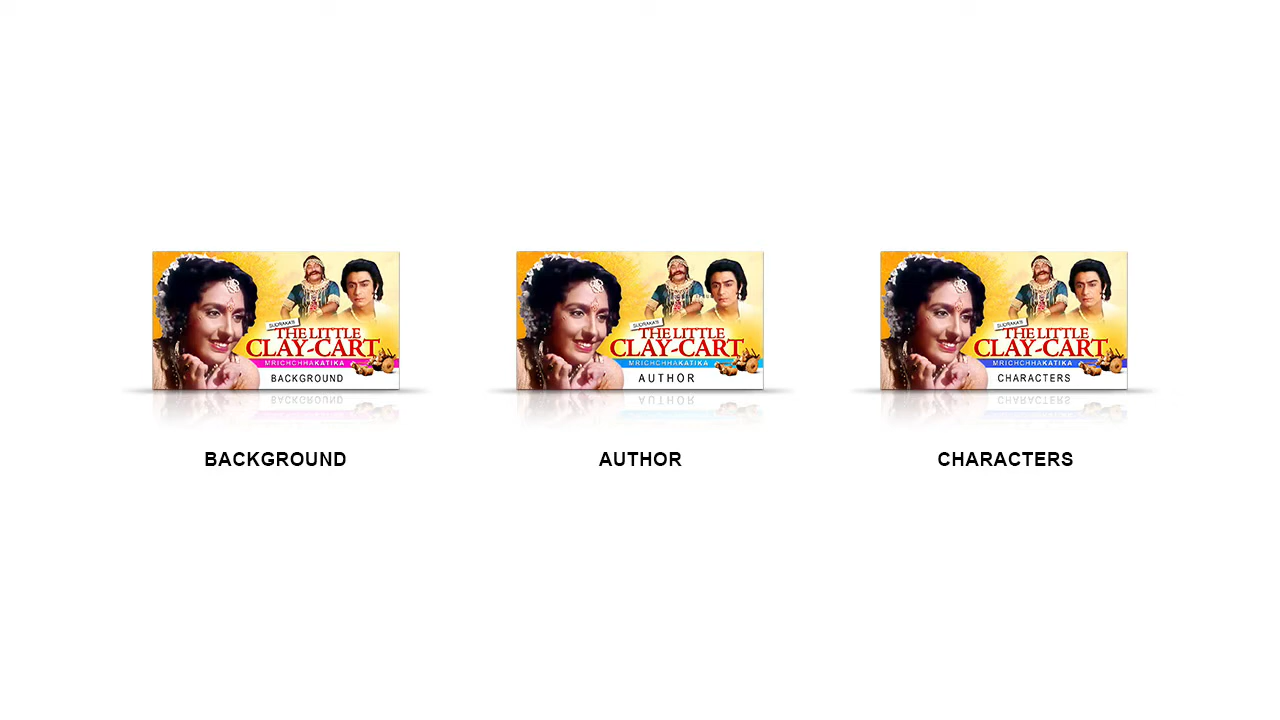 SUDRAKA'S
THE LITTLE
CLAY-CART
MRICHCHHAKATIKA
BACKGROUND
BACKGROUND
SUDRAKA'S
THE LITTLE
CLAY-CART
MRICHCHHAKATIKA
AUTHOR
AUTHOR
SUDRAKA'S
THE LITTLE
CLAY-CART
MRICHCHHAKATIKA
CHARACTERS
CHARACTERS